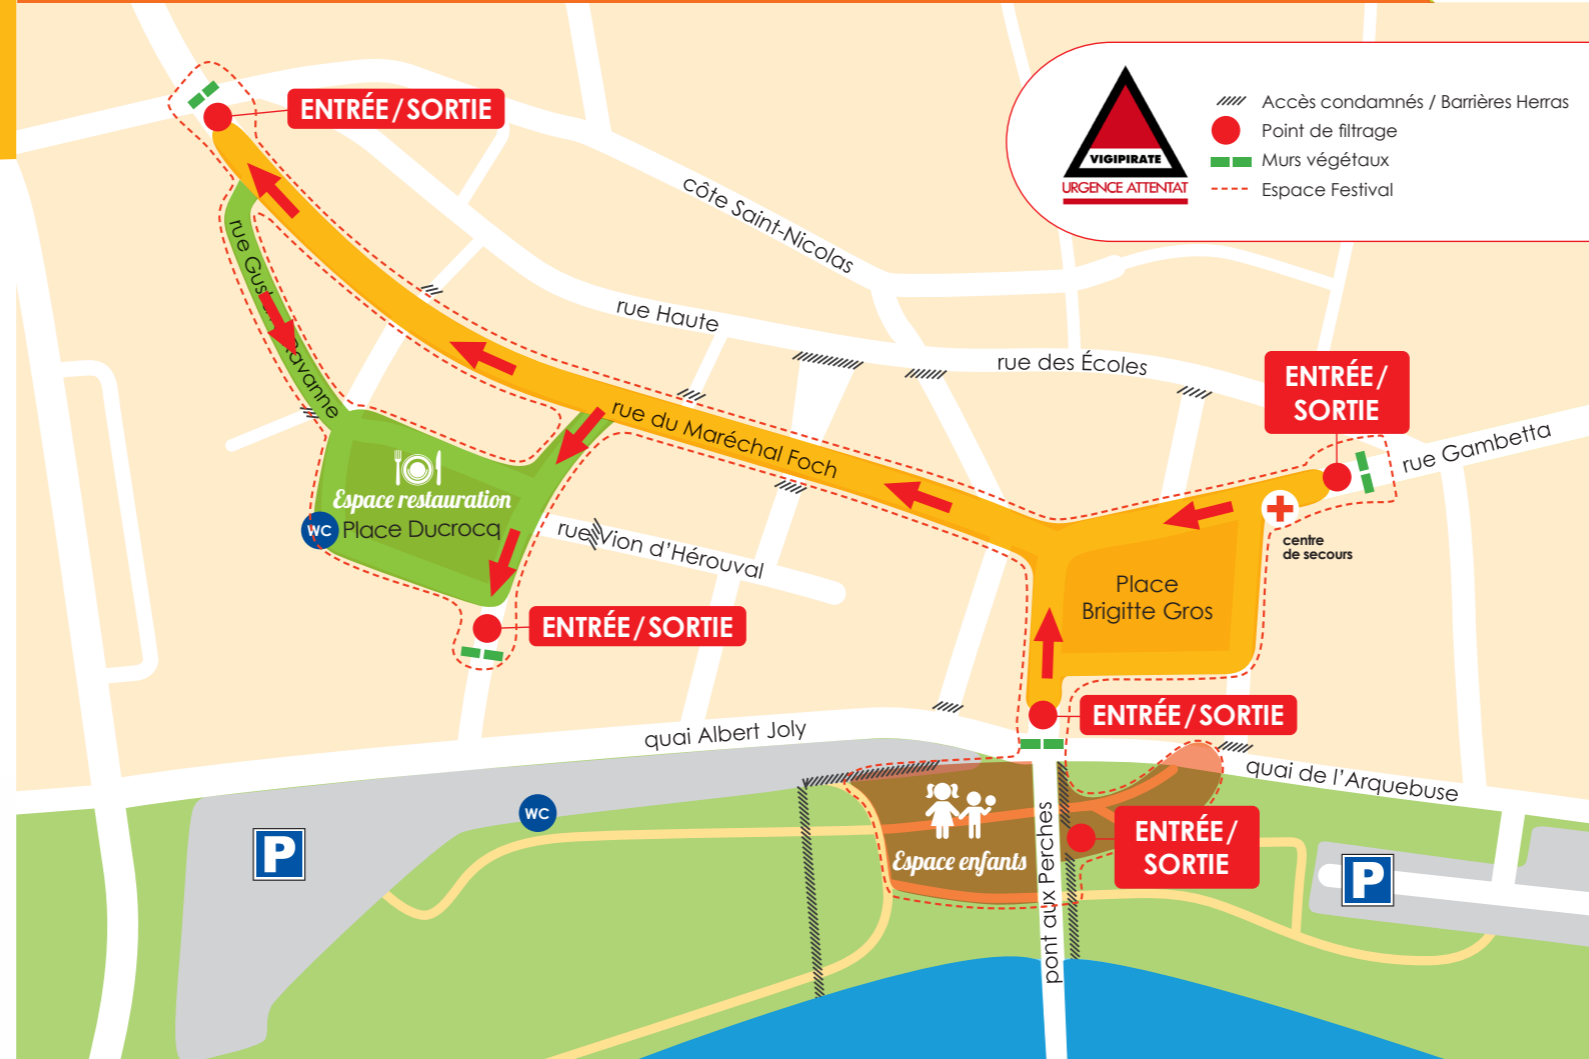 ENTRÉE / SORTIE
VIGIPIRATE
URGENCE ATTENTAT
Accès condamnés / Barrières Herras
Point de filtrage
Murs végétaux
Espace Festival
côte Saint-Nicolas
rue Haute
rue des Écoles
ENTRÉE /
SORTIE
rue Gambetta
rue du Maréchal Foch
Espace restauration
WC
Place Ducrocq
rue Vion d'Hérouval
centre
de secours
Place
Brigitte Gros
ENTRÉE / SORTIE
ENTRÉE / SORTIE
quai Albert Joly
quai de l'Arquebuse
WC
P
Espace enfants
pont aux Perches
ENTRÉE /
SORTIE
P
rue